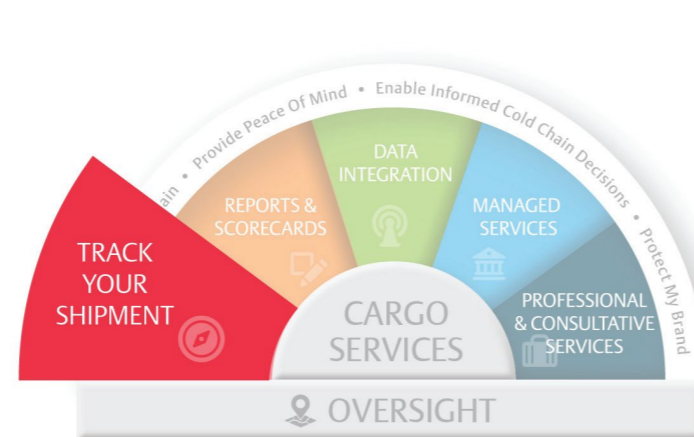 ain • Provide Peace Of Mind • Enable Informed Cold Chain Decisions • Protect My Brand
TRACK
YOUR
SHIPMENT
REPORTS &
SCORECARDS
DATA
INTEGRATION
MANAGED
SERVICES
PROFESSIONAL
& CONSULTATIVE
SERVICES
CARGO
SERVICES
OVERSIGHT